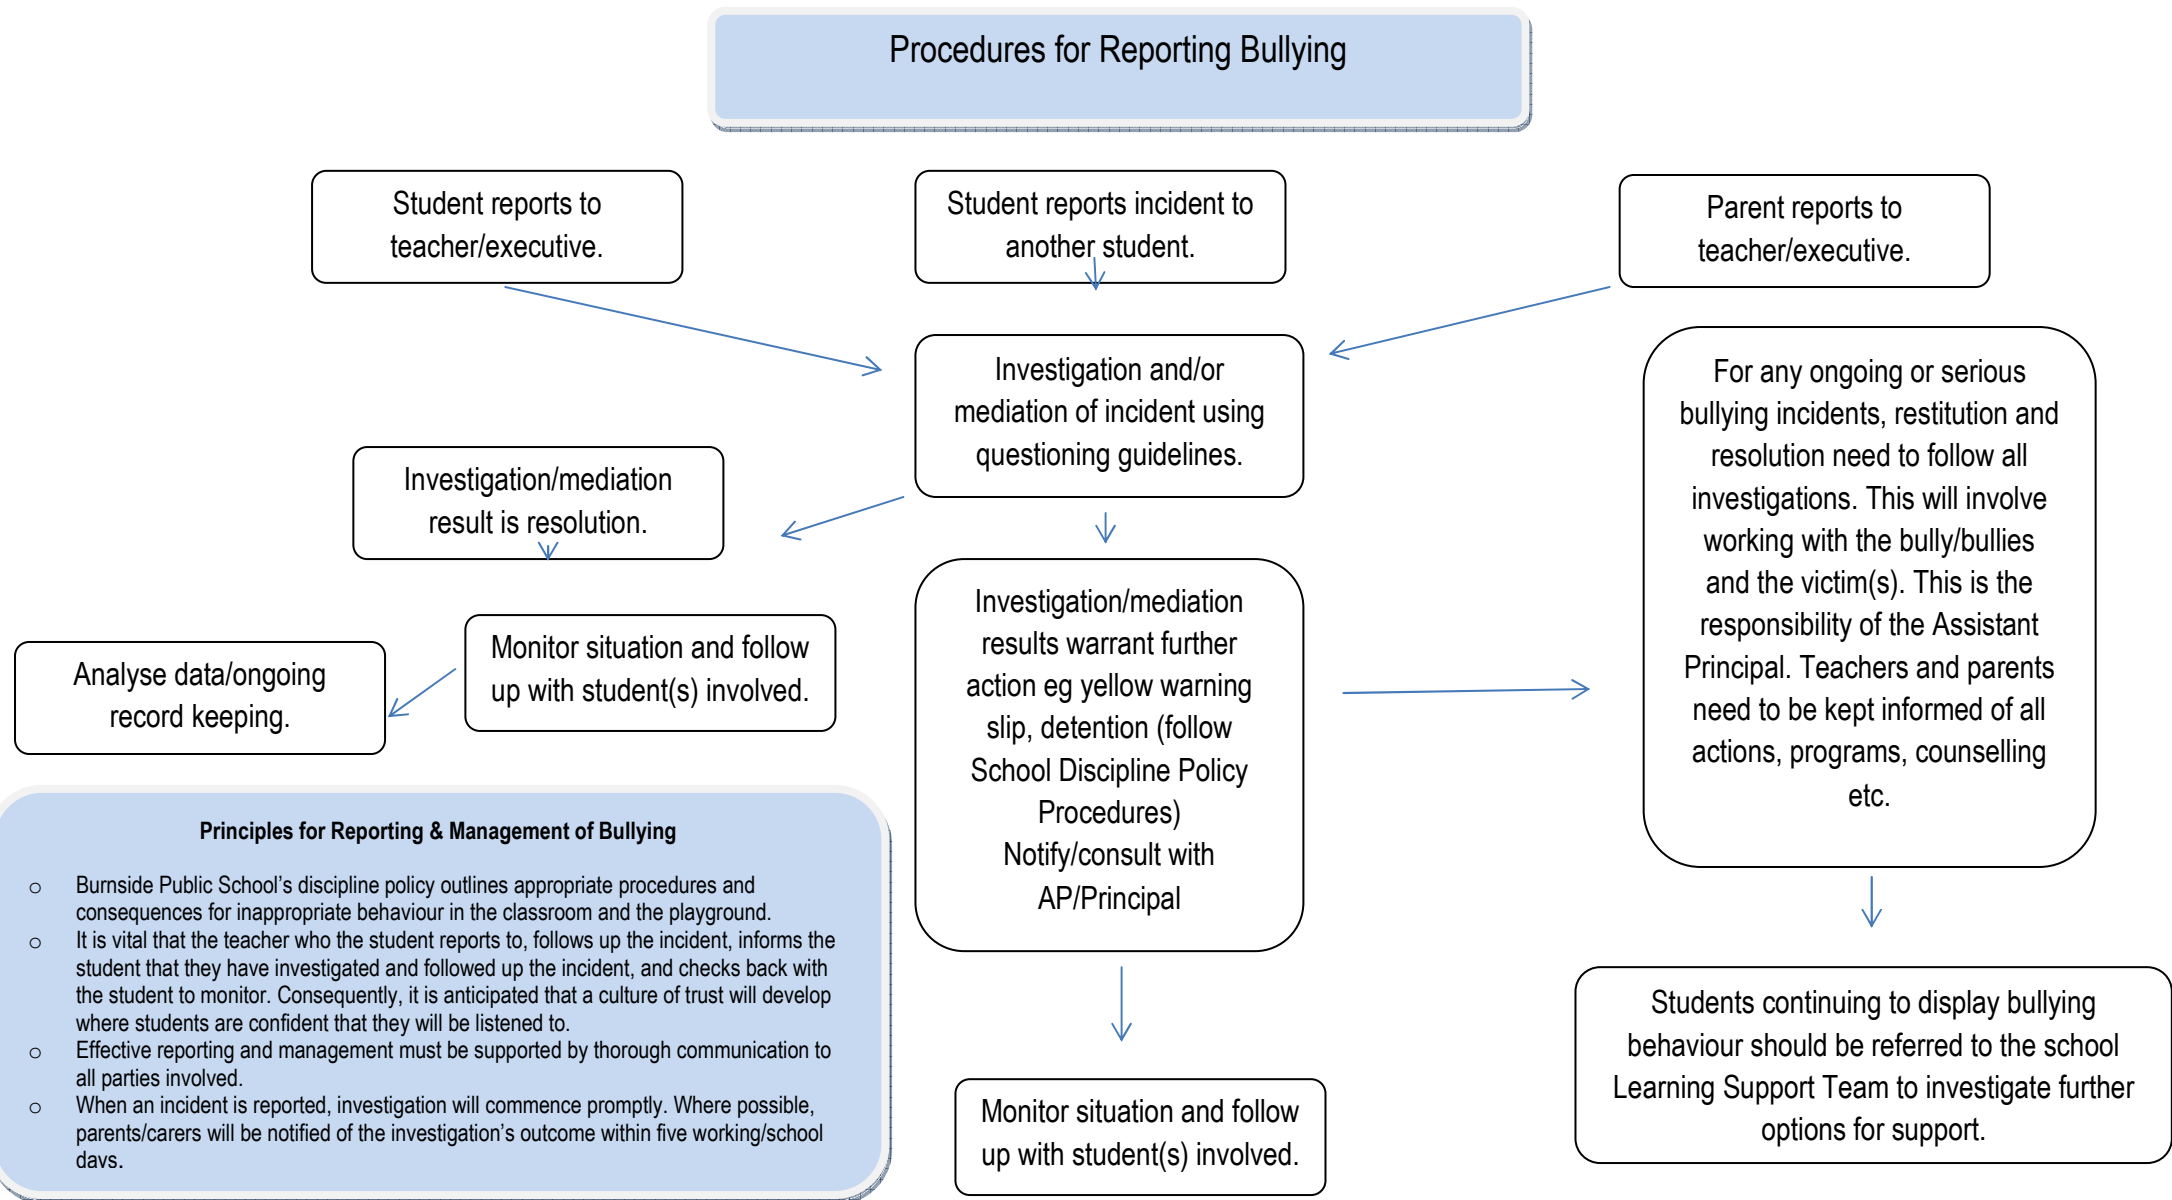 Procedures for Reporting Bullying
Student reports to
teacher/executive.
Student reports incident to
another student.
Parent reports to
teacher/executive.
Investigation and/or
mediation of incident using
questioning guidelines.
For any ongoing or serious
bullying incidents, restitution and
resolution need to follow all
investigations. This will involve
working with the bully/bullies
and the victim(s). This is the
responsibility of the Assistant
Principal. Teachers and parents
need to be kept informed of all
actions, programs, counselling
etc.
Investigation/mediation
result is resolution.
Investigation/mediation
results warrant further
action eg yellow warning
slip, detention (follow
School Discipline Policy
Procedures)
Notify/consult with
AP/Principal
Monitor situation and follow
up with student(s) involved.
Analyse data/ongoing
record keeping.
Principles for Reporting & Management of Bullying
o Burnside Public School's discipline policy outlines appropriate procedures and
consequences for inappropriate behaviour in the classroom and the playground.
o It is vital that the teacher who the student reports to, follows up the incident, informs the
student that they have investigated and followed up the incident, and checks back with
the student to monitor. Consequently, it is anticipated that a culture of trust will develop
where students are confident that they will be listened to.
o Effective reporting and management must be supported by thorough communication to
all parties involved.
o When an incident is reported, investigation will commence promptly. Where possible,
parents/carers will be notified of the investigation's outcome within five working/school
days.
Monitor situation and follow
up with student(s) involved.
Students continuing to display bullying
behaviour should be referred to the school
Learning Support Team to investigate further
options for support.